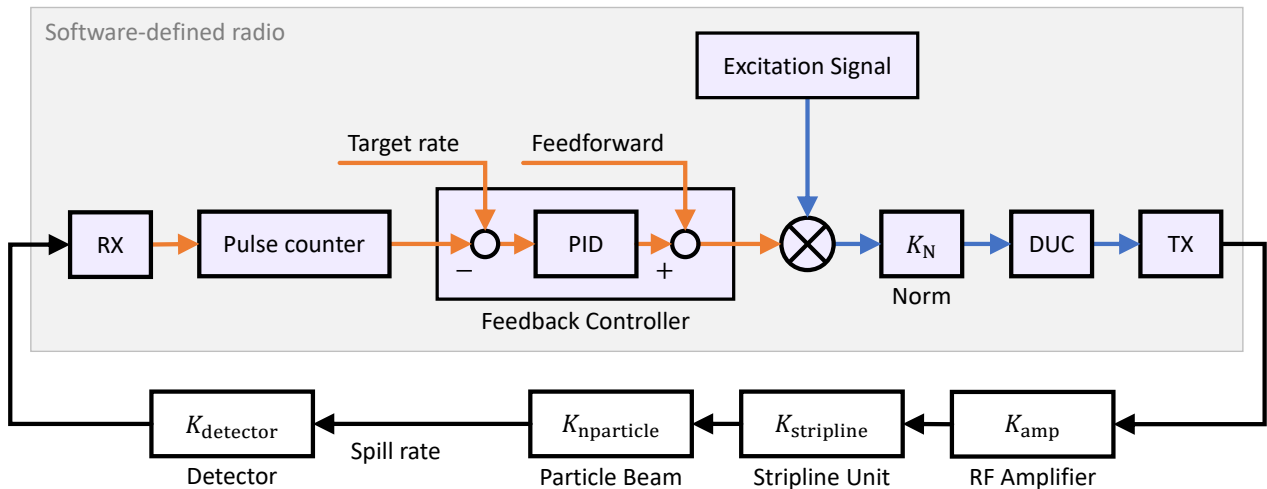 Software-defined radio
Excitation Signal
Target rate
Feedforward
RX
Pulse counter
−
PID
+
K_N
DUC
TX
Norm
Feedback Controller
K_detector
K_nparticle
K_stripline
K_amp
Spill rate
Detector
Particle Beam
Stripline Unit
RF Amplifier